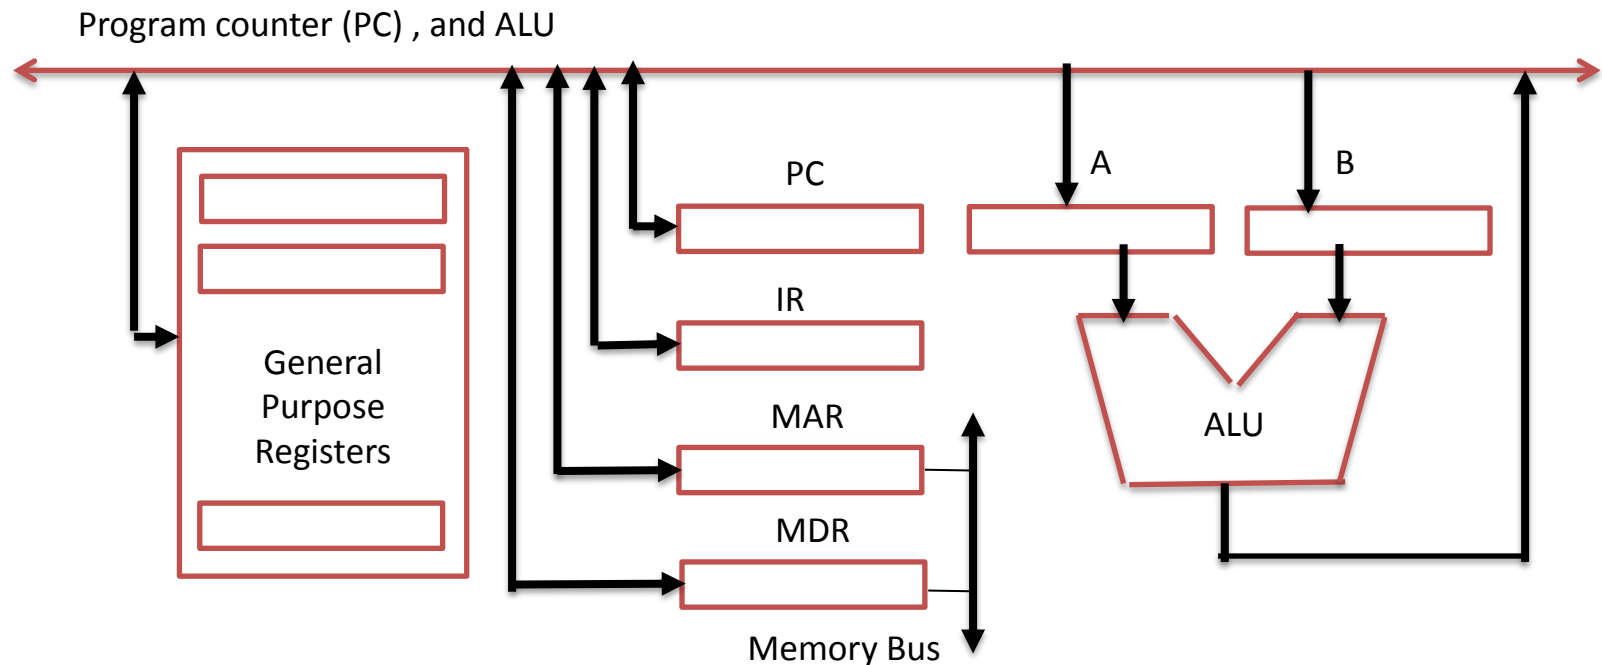 Program counter (PC) , and ALU
PC
A
B
IR
General
Purpose
Registers
MAR
ALU
MDR
Memory Bus